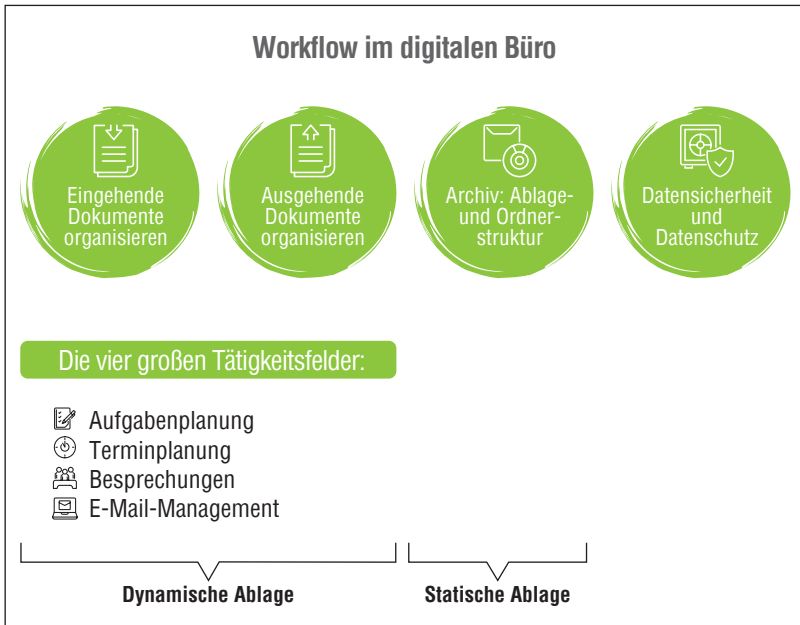 Workflow im digitalen Büro
Eingehende
Dokumente
organisieren
Ausgehende
Dokumente
organisieren
Archiv: Ablage-
und Ordner-
struktur
Datensicherheit
und
Datenschutz
Die vier großen Tätigkeitsfelder:
Aufgabenplanung
Terminplanung
Besprechungen
E-Mail-Management
Dynamische Ablage
Statische Ablage